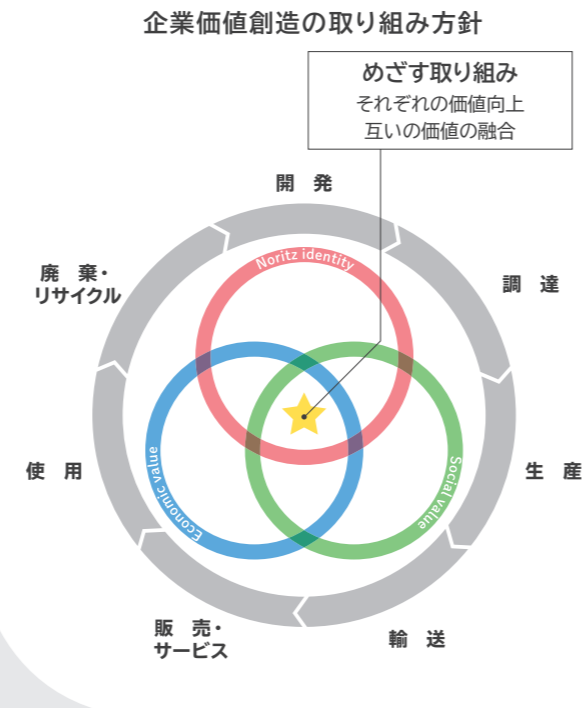 企業価値創造の取り組み方針
めざす取り組み
それぞれの価値向上
互いの価値の融合
開　発
調　達
生　産
輸　送
販　売・
サービス
使　用
廃　棄・
リサイクル
Noritz identity
Economic value
Social value